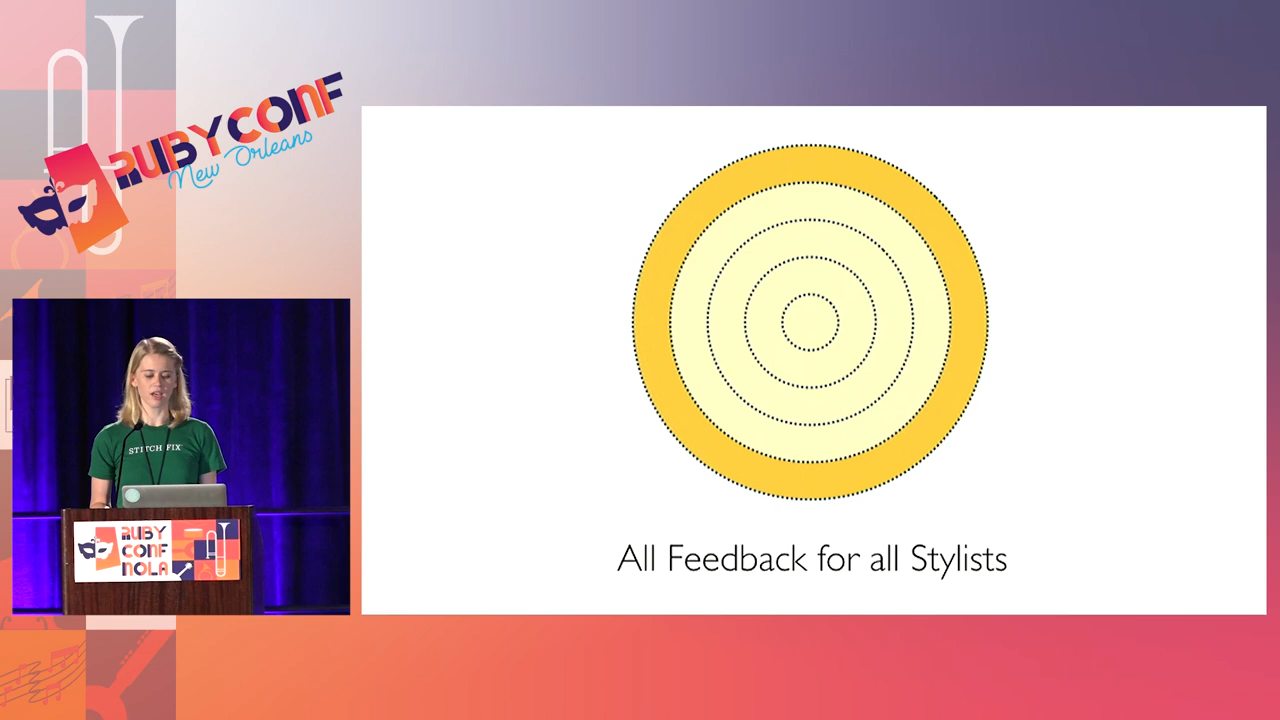 RUBYCONF
New Orleans
All Feedback for all Stylists
STITCH FIX
RUBY
CONF
NOLA